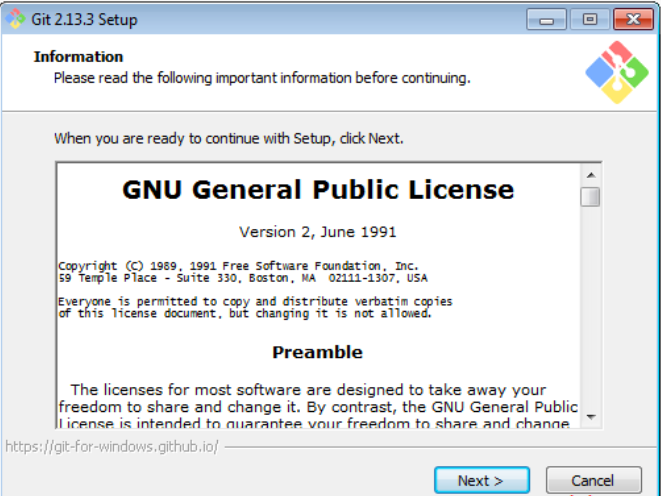 Git 2.13.3 Setup
Information
Please read the following important information before continuing.
When you are ready to continue with Setup, click Next.
GNU General Public License
Version 2, June 1991
Copyright (C) 1989, 1991 Free Software Foundation, Inc.
59 Temple Place - Suite 330, Boston, MA  02111-1307, USA
Everyone is permitted to copy and distribute verbatim copies
of this license document, but changing it is not allowed.
Preamble
The licenses for most software are designed to take away your
freedom to share and change it. By contrast, the GNU General Public
License is intended to guarantee your freedom to share and change
https://git-for-windows.github.io/
Next >
Cancel